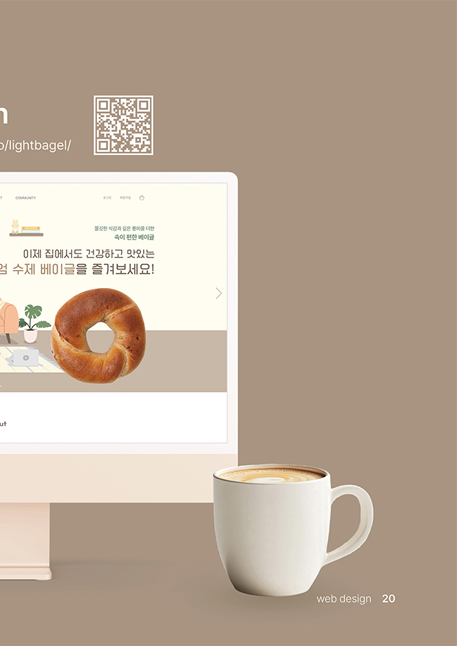 n
o/lightbagel/
COMMUNITY
로그인 회원가입
쫄깃한 식감과 깊은 풍미를 더한
속이 편한 베이글
이제 집에서도 건강하고 맛있는
엄 수제 베이글을 즐겨보세요!
ut
web design 20